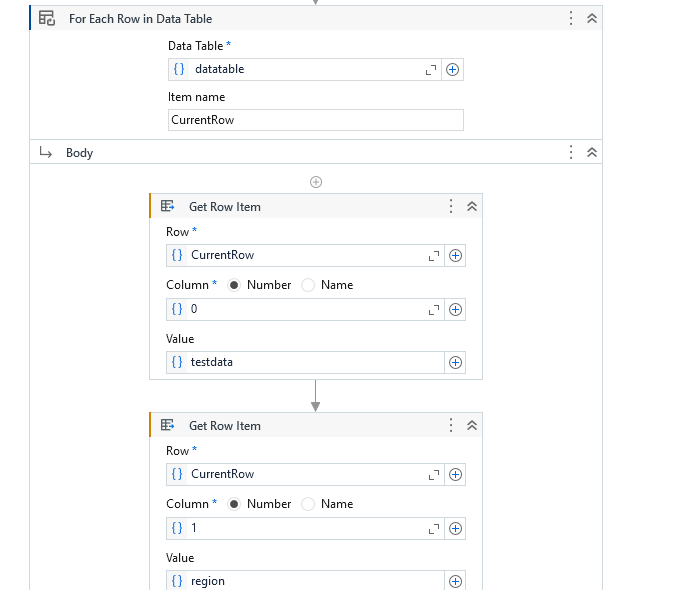 For Each Row in Data Table
Data Table *
{ } datatable
Item name
CurrentRow
Body
Get Row Item
Row *
{ } CurrentRow
Column * Number Name
{ } 0
Value
{ } testdata
Get Row Item
Row *
{ } CurrentRow
Column * Number Name
{ } 1
Value
{ } region